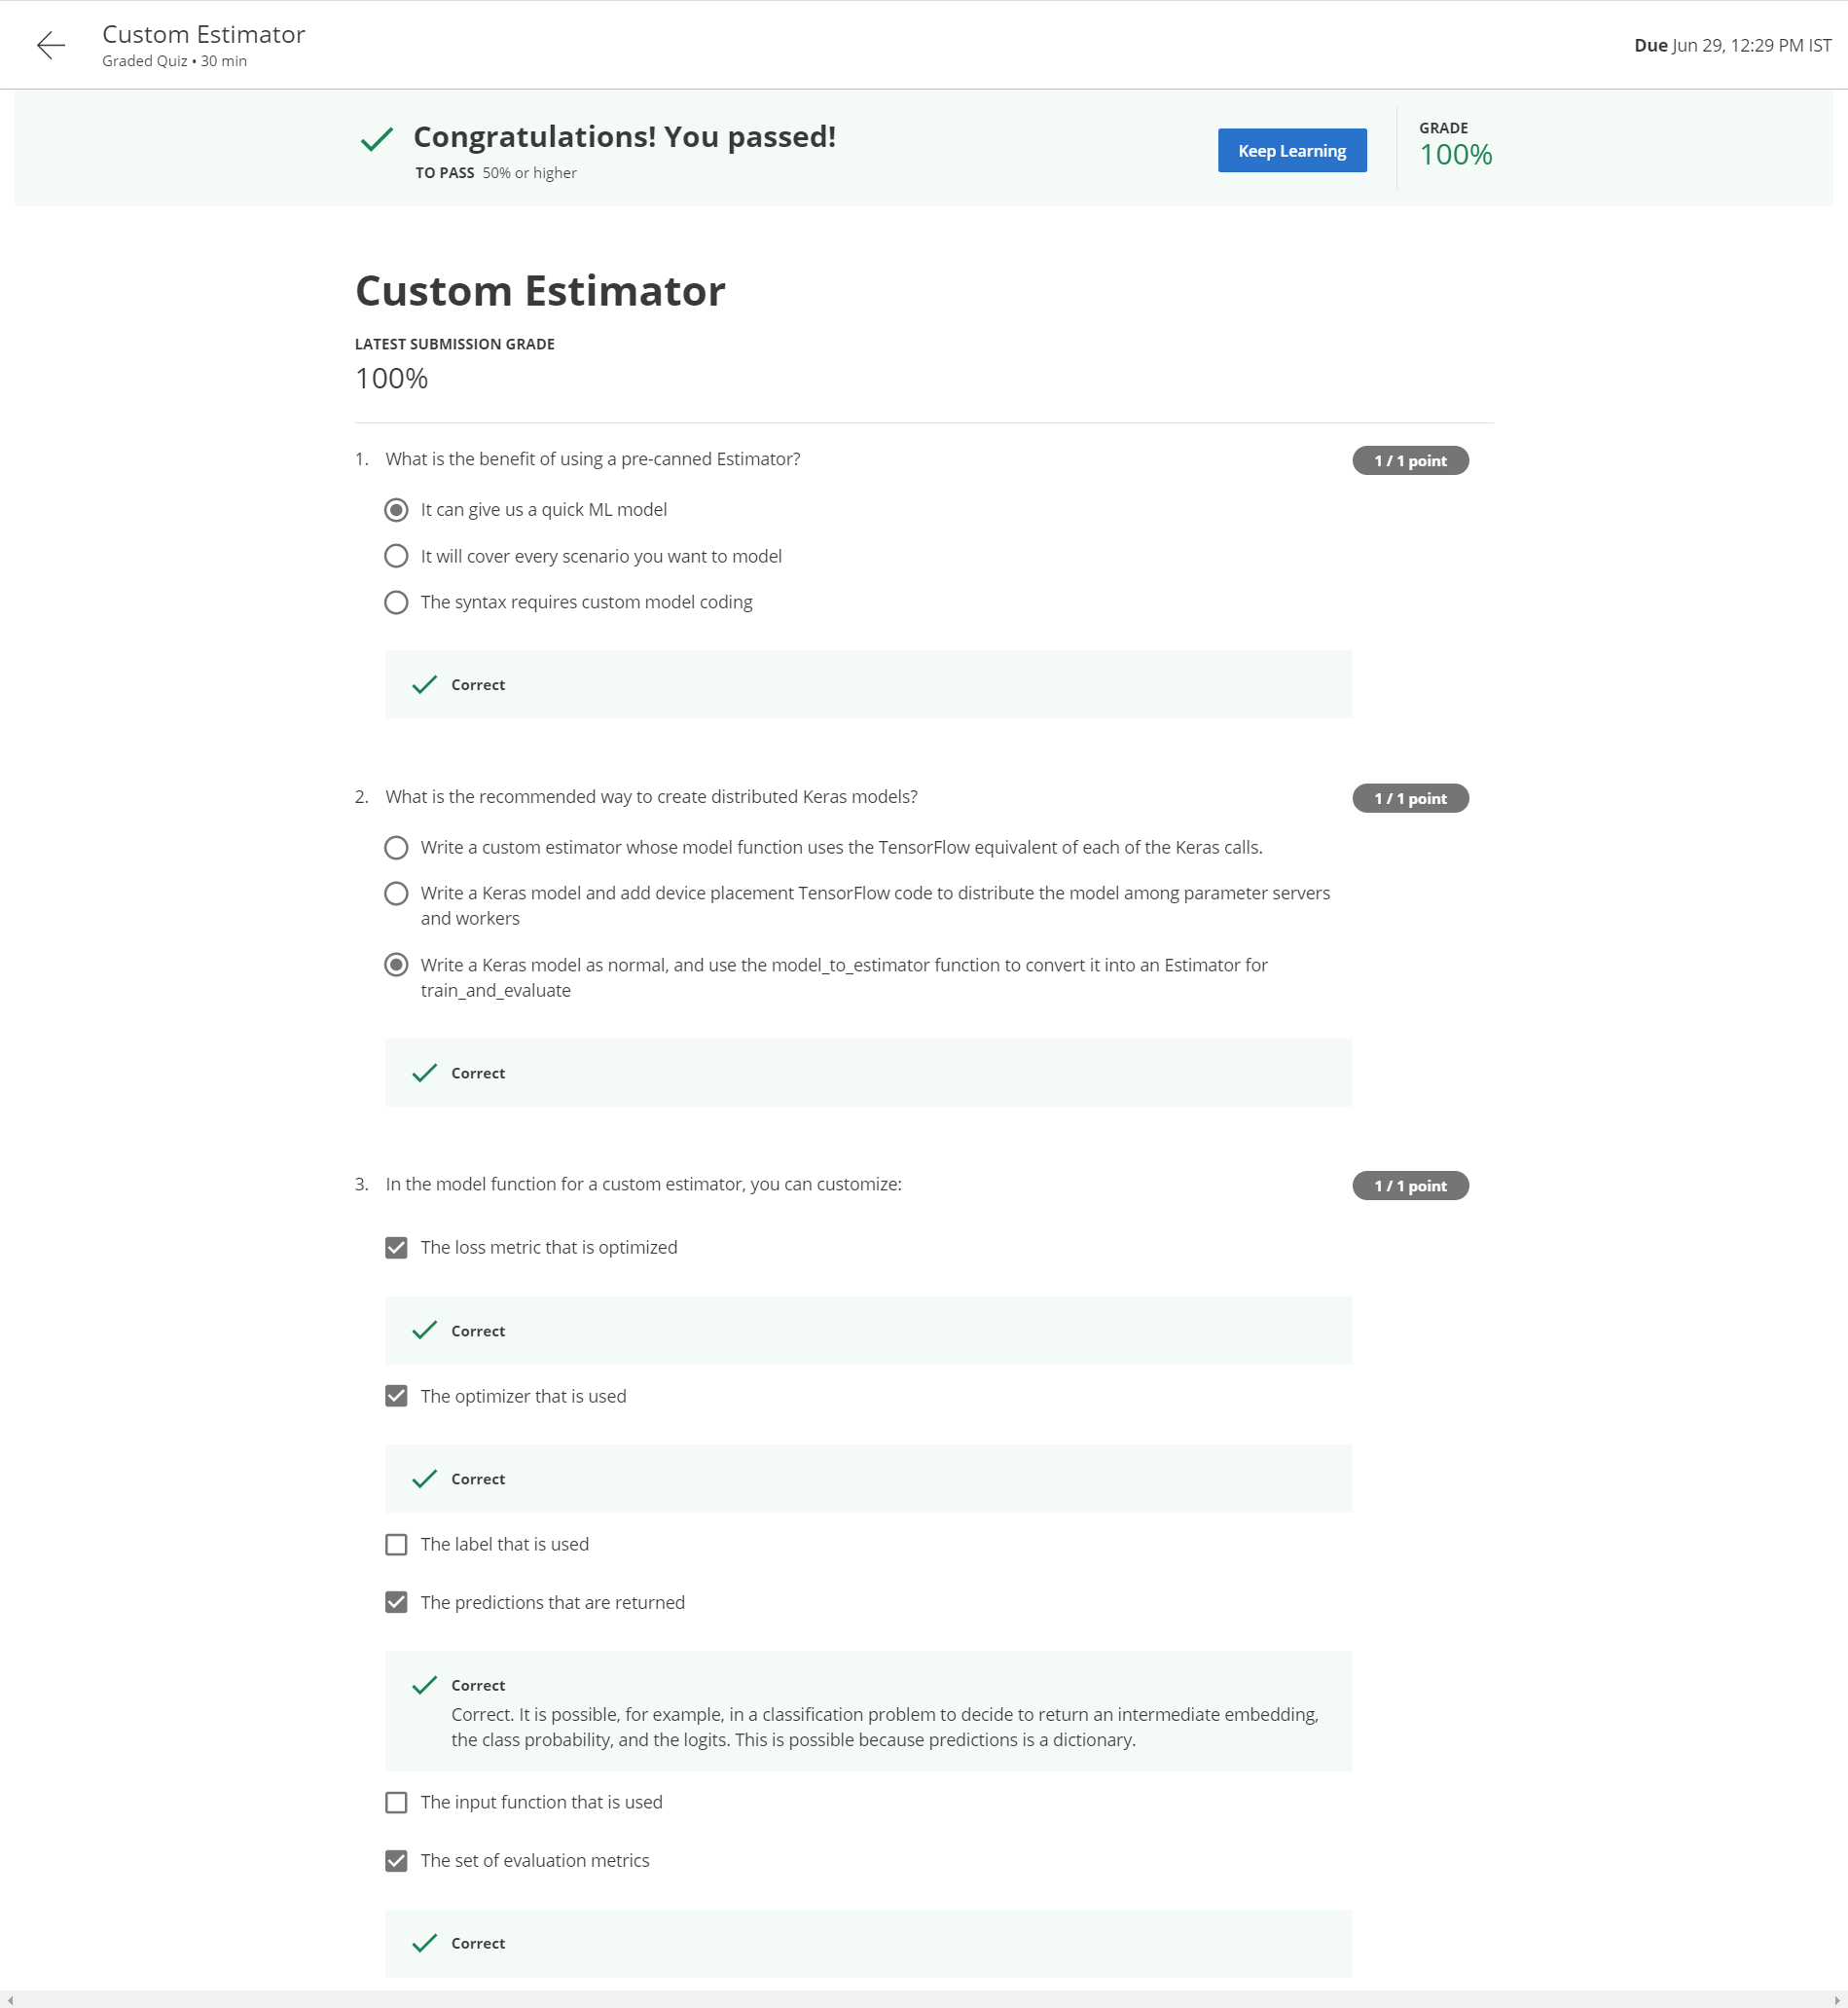 Custom Estimator
Graded Quiz • 30 min
Due Jun 29, 12:29 PM IST
Congratulations! You passed!
TO PASS 50% or higher
Keep Learning
GRADE
100%
Custom Estimator
LATEST SUBMISSION GRADE
100%
1. What is the benefit of using a pre-canned Estimator?
1 / 1 point
It can give us a quick ML model
It will cover every scenario you want to model
The syntax requires custom model coding
Correct
2. What is the recommended way to create distributed Keras models?
1 / 1 point
Write a custom estimator whose model function uses the TensorFlow equivalent of each of the Keras calls.
Write a Keras model and add device placement TensorFlow code to distribute the model among parameter servers
and workers
Write a Keras model as normal, and use the model_to_estimator function to convert it into an Estimator for
train_and_evaluate
Correct
3. In the model function for a custom estimator, you can customize:
1 / 1 point
The loss metric that is optimized
Correct
The optimizer that is used
Correct
The label that is used
The predictions that are returned
Correct
Correct. It is possible, for example, in a classification problem to decide to return an intermediate embedding,
the class probability, and the logits. This is possible because predictions is a dictionary.
The input function that is used
The set of evaluation metrics
Correct